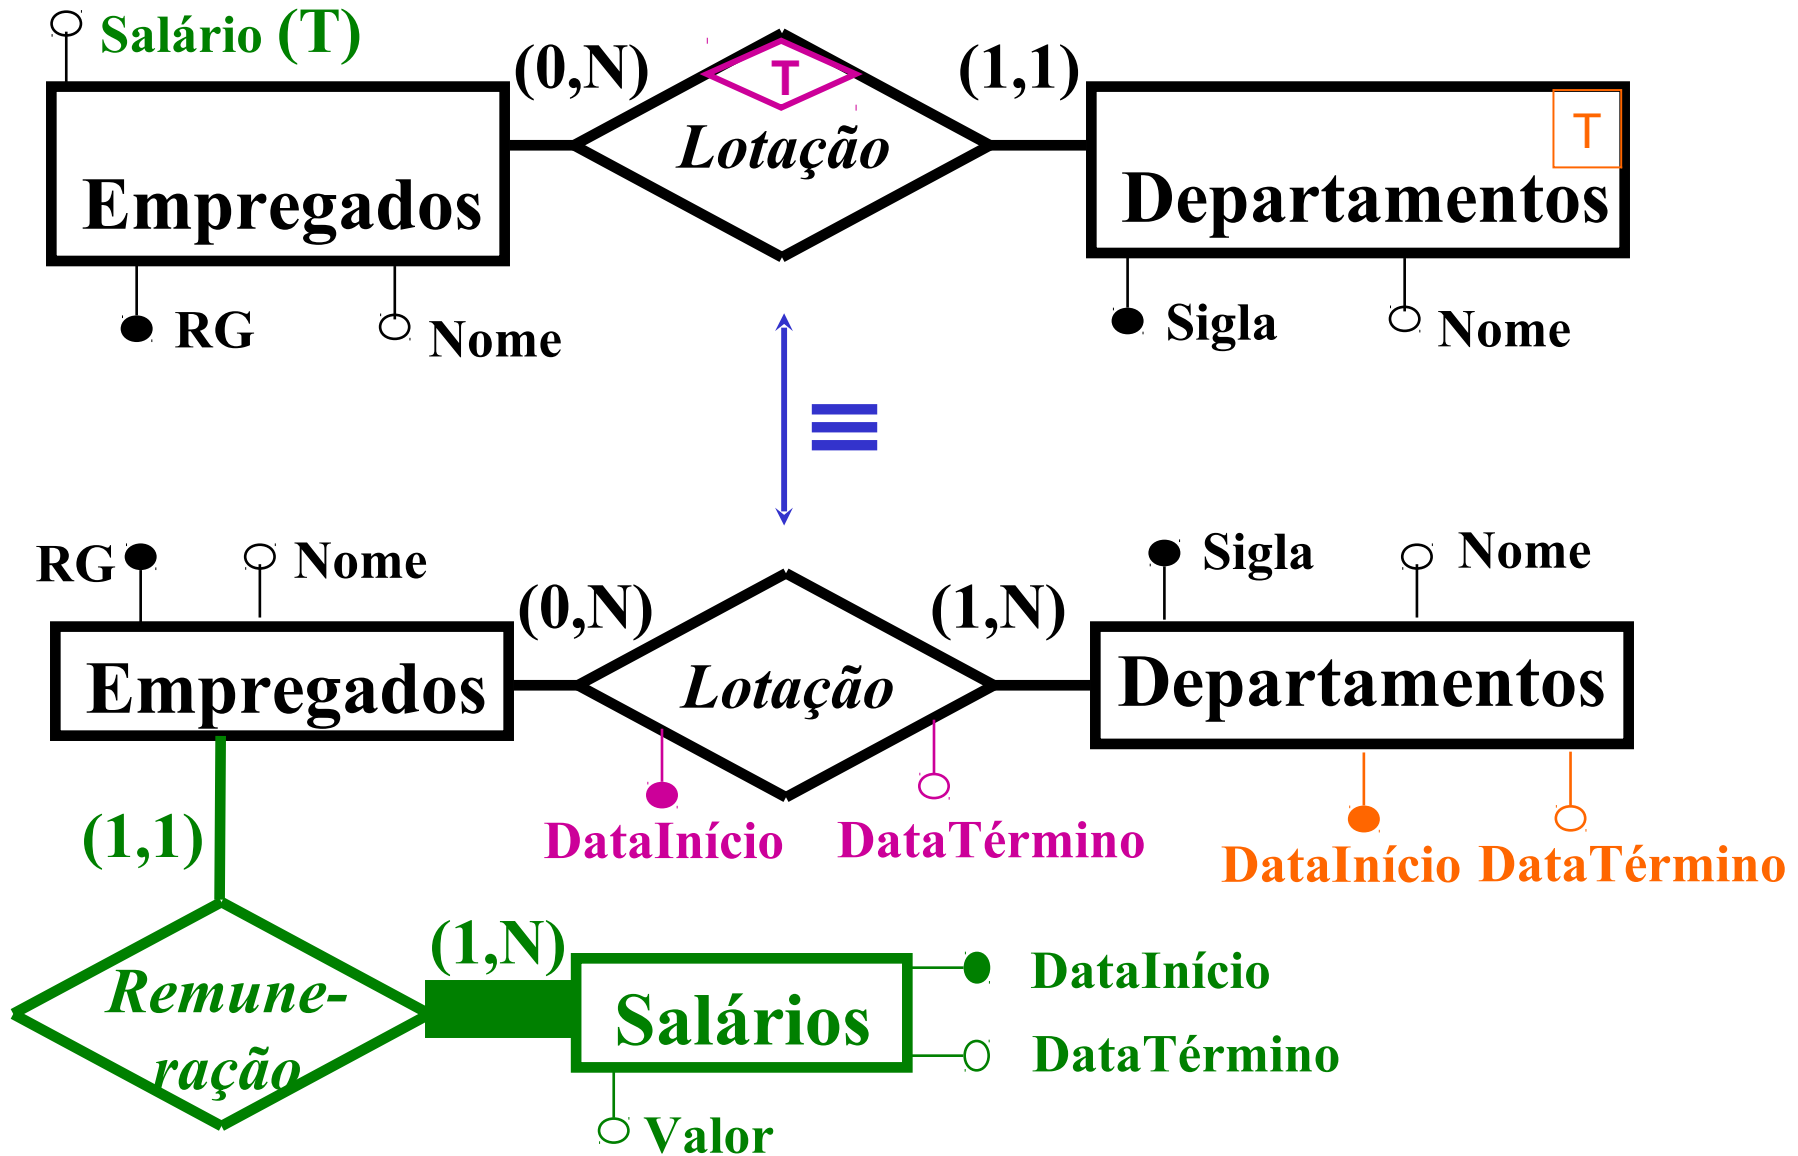 Salário (T)
(0,N)
T
(1,1)
T
Lotação
Empregados
Departamentos
RG
Nome
Sigla
Nome
≡
RG
Nome
Sigla
Nome
(0,N)
(1,N)
Empregados
Lotação
Departamentos
(1,1)
DataInício
DataTérmino
DataInício
DataTérmino
(1,N)
Remune-
ração
Salários
DataInício
DataTérmino
Valor